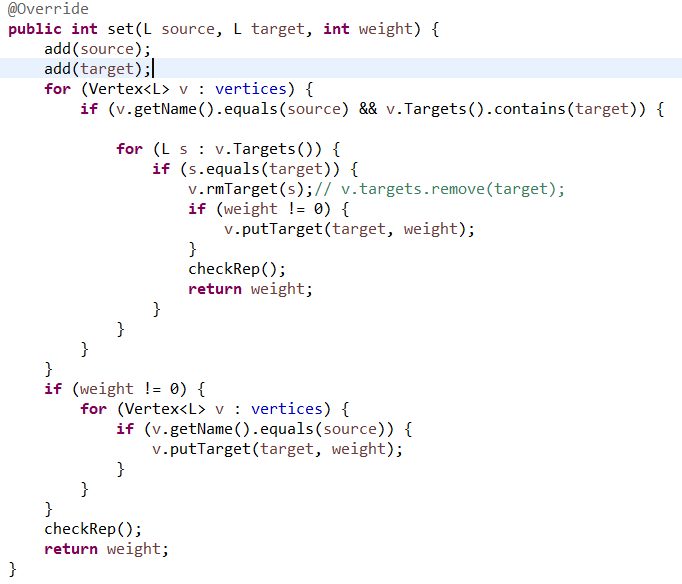 @Override
public int set(L source, L target, int weight) {
    add(source);
    add(target);
    for (Vertex<L> v : vertices) {
        if (v.getName().equals(source) && v.Targets().contains(target)) {
            for (L s : v.Targets()) {
                if (s.equals(target)) {
                    v.rmTarget(s);// v.targets.remove(target);
                    if (weight != 0) {
                        v.putTarget(target, weight);
                    }
                    checkRep();
                    return weight;
                }
            }
        }
    }
    if (weight != 0) {
        for (Vertex<L> v : vertices) {
            if (v.getName().equals(source)) {
                v.putTarget(target, weight);
            }
        }
    }
    checkRep();
    return weight;
}